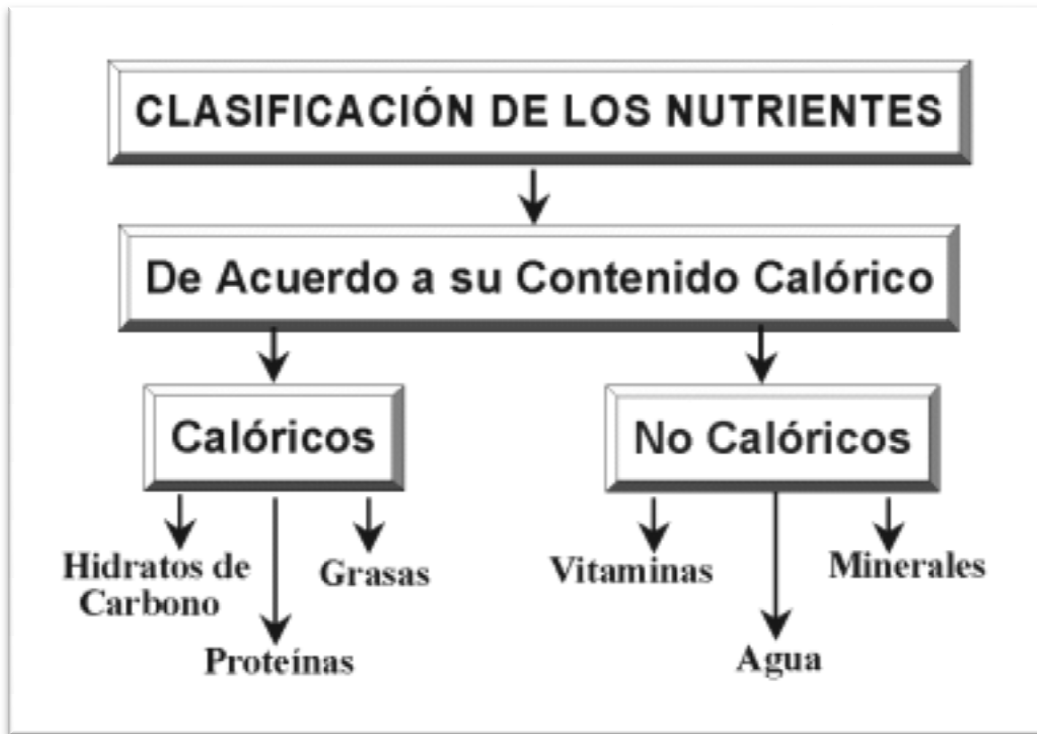 CLASIFICACIÓN DE LOS NUTRIENTES
De Acuerdo a su Contenido Calórico
Calóricos
No Calóricos
Hidratos de
Carbono
Proteínas
Grasas
Vitaminas
Agua
Minerales